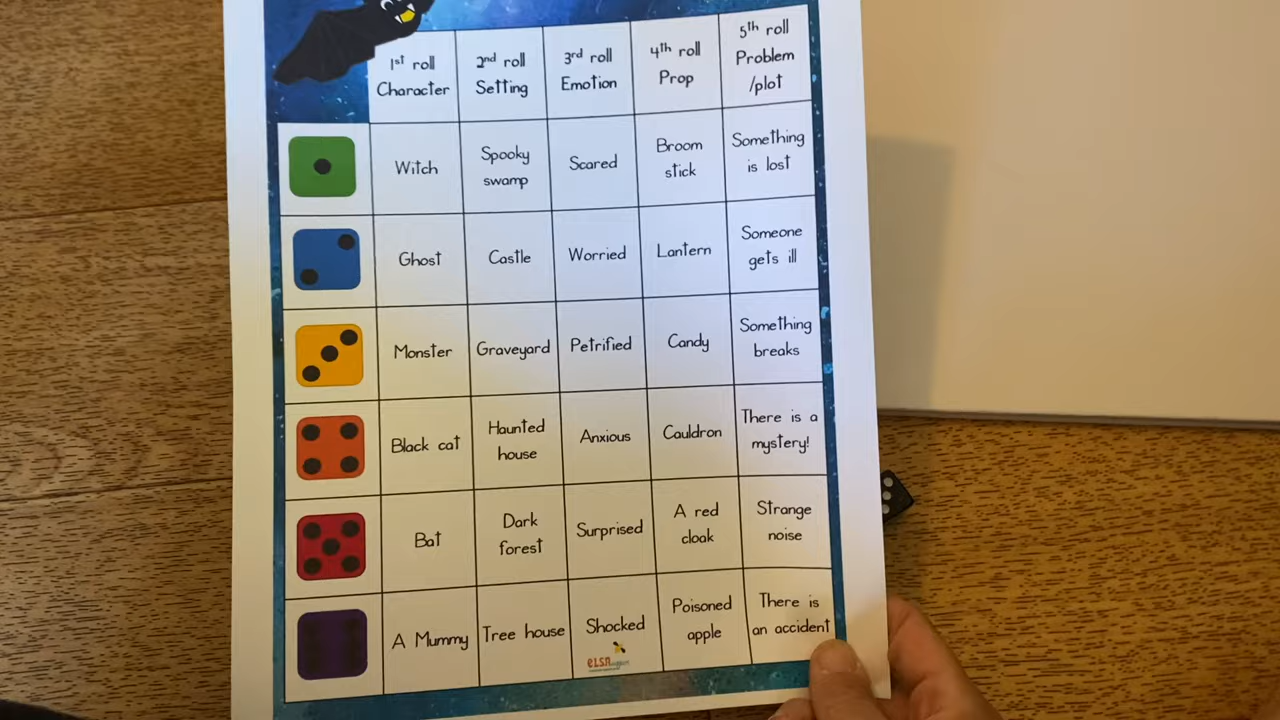 1st roll
Character
2nd roll
Setting
3rd roll
Emotion
4th roll
Prop
5th roll
Problem
/plot
Witch
Spooky
swamp
Scared
Broom
stick
Something
is lost
Ghost
Castle
Worried
Lantern
Someone
gets ill
Monster
Graveyard
Petrified
Candy
Something
breaks
Black cat
Haunted
house
Anxious
Cauldron
There is a
mystery!
Bat
Dark
forest
Surprised
A red
cloak
Strange
noise
A Mummy
Tree house
Shocked
Poisoned
apple
There is
an accident